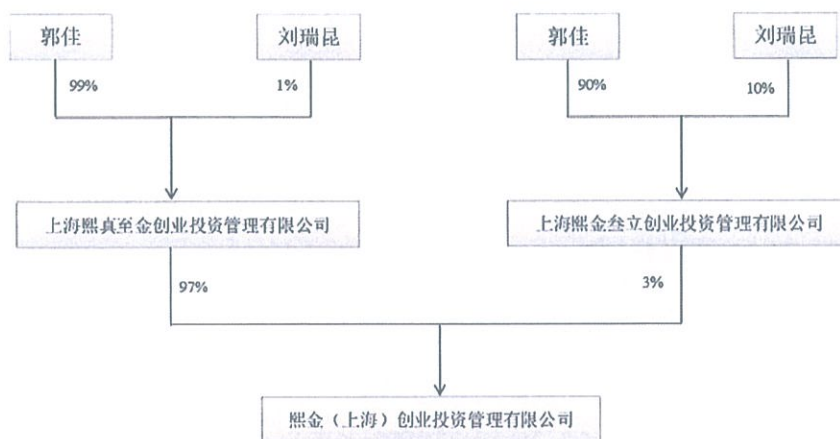 郭佳
刘瑞昆
郭佳
刘瑞昆
99%
1%
90%
10%
上海熙真至金创业投资管理有限公司
上海熙金叁立创业投资管理有限公司
97%
3%
熙金（上海）创业投资管理有限公司